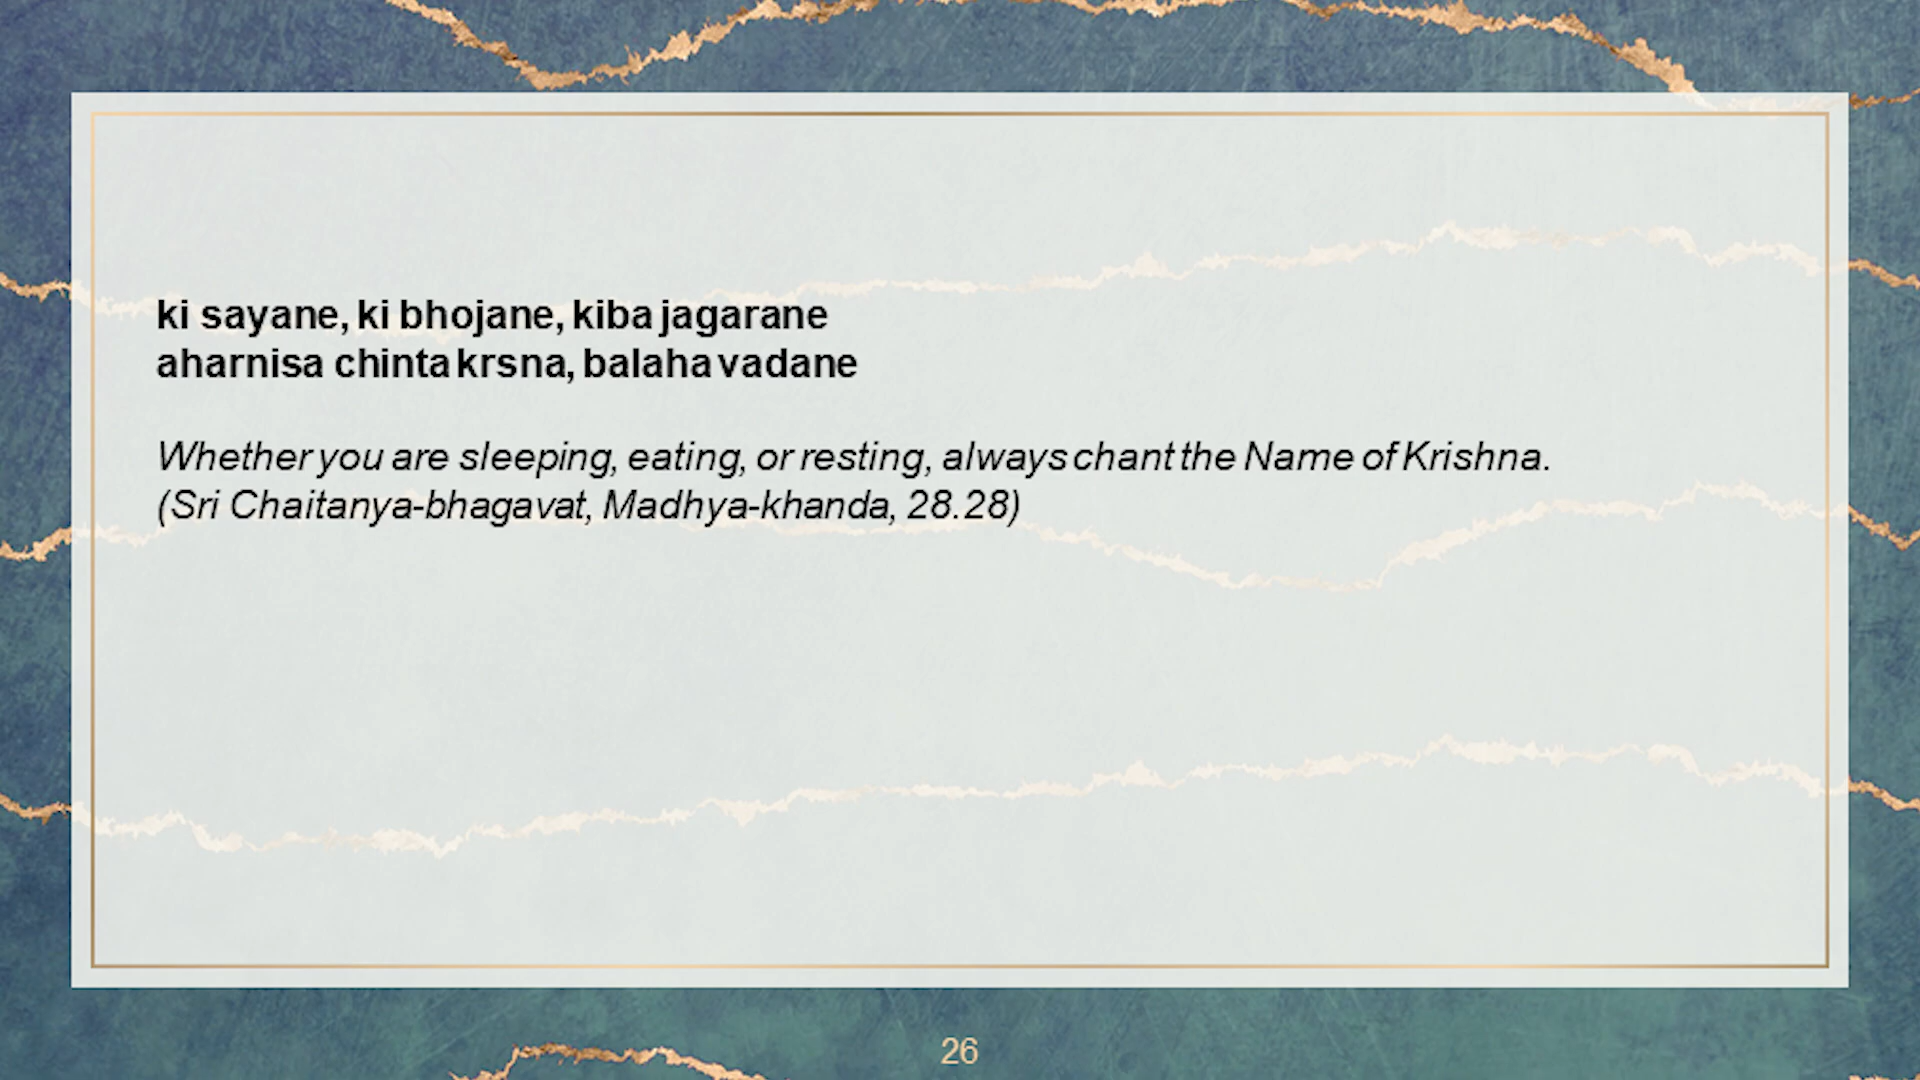 ki sayane, ki bhojane, kiba jagarane
aharnisa chinta krsna, balaha vadane
Whether you are sleeping, eating, or resting, always chant the Name of Krishna.
(Sri Chaitanya-bhagavat, Madhya-khanda, 28.28)
26